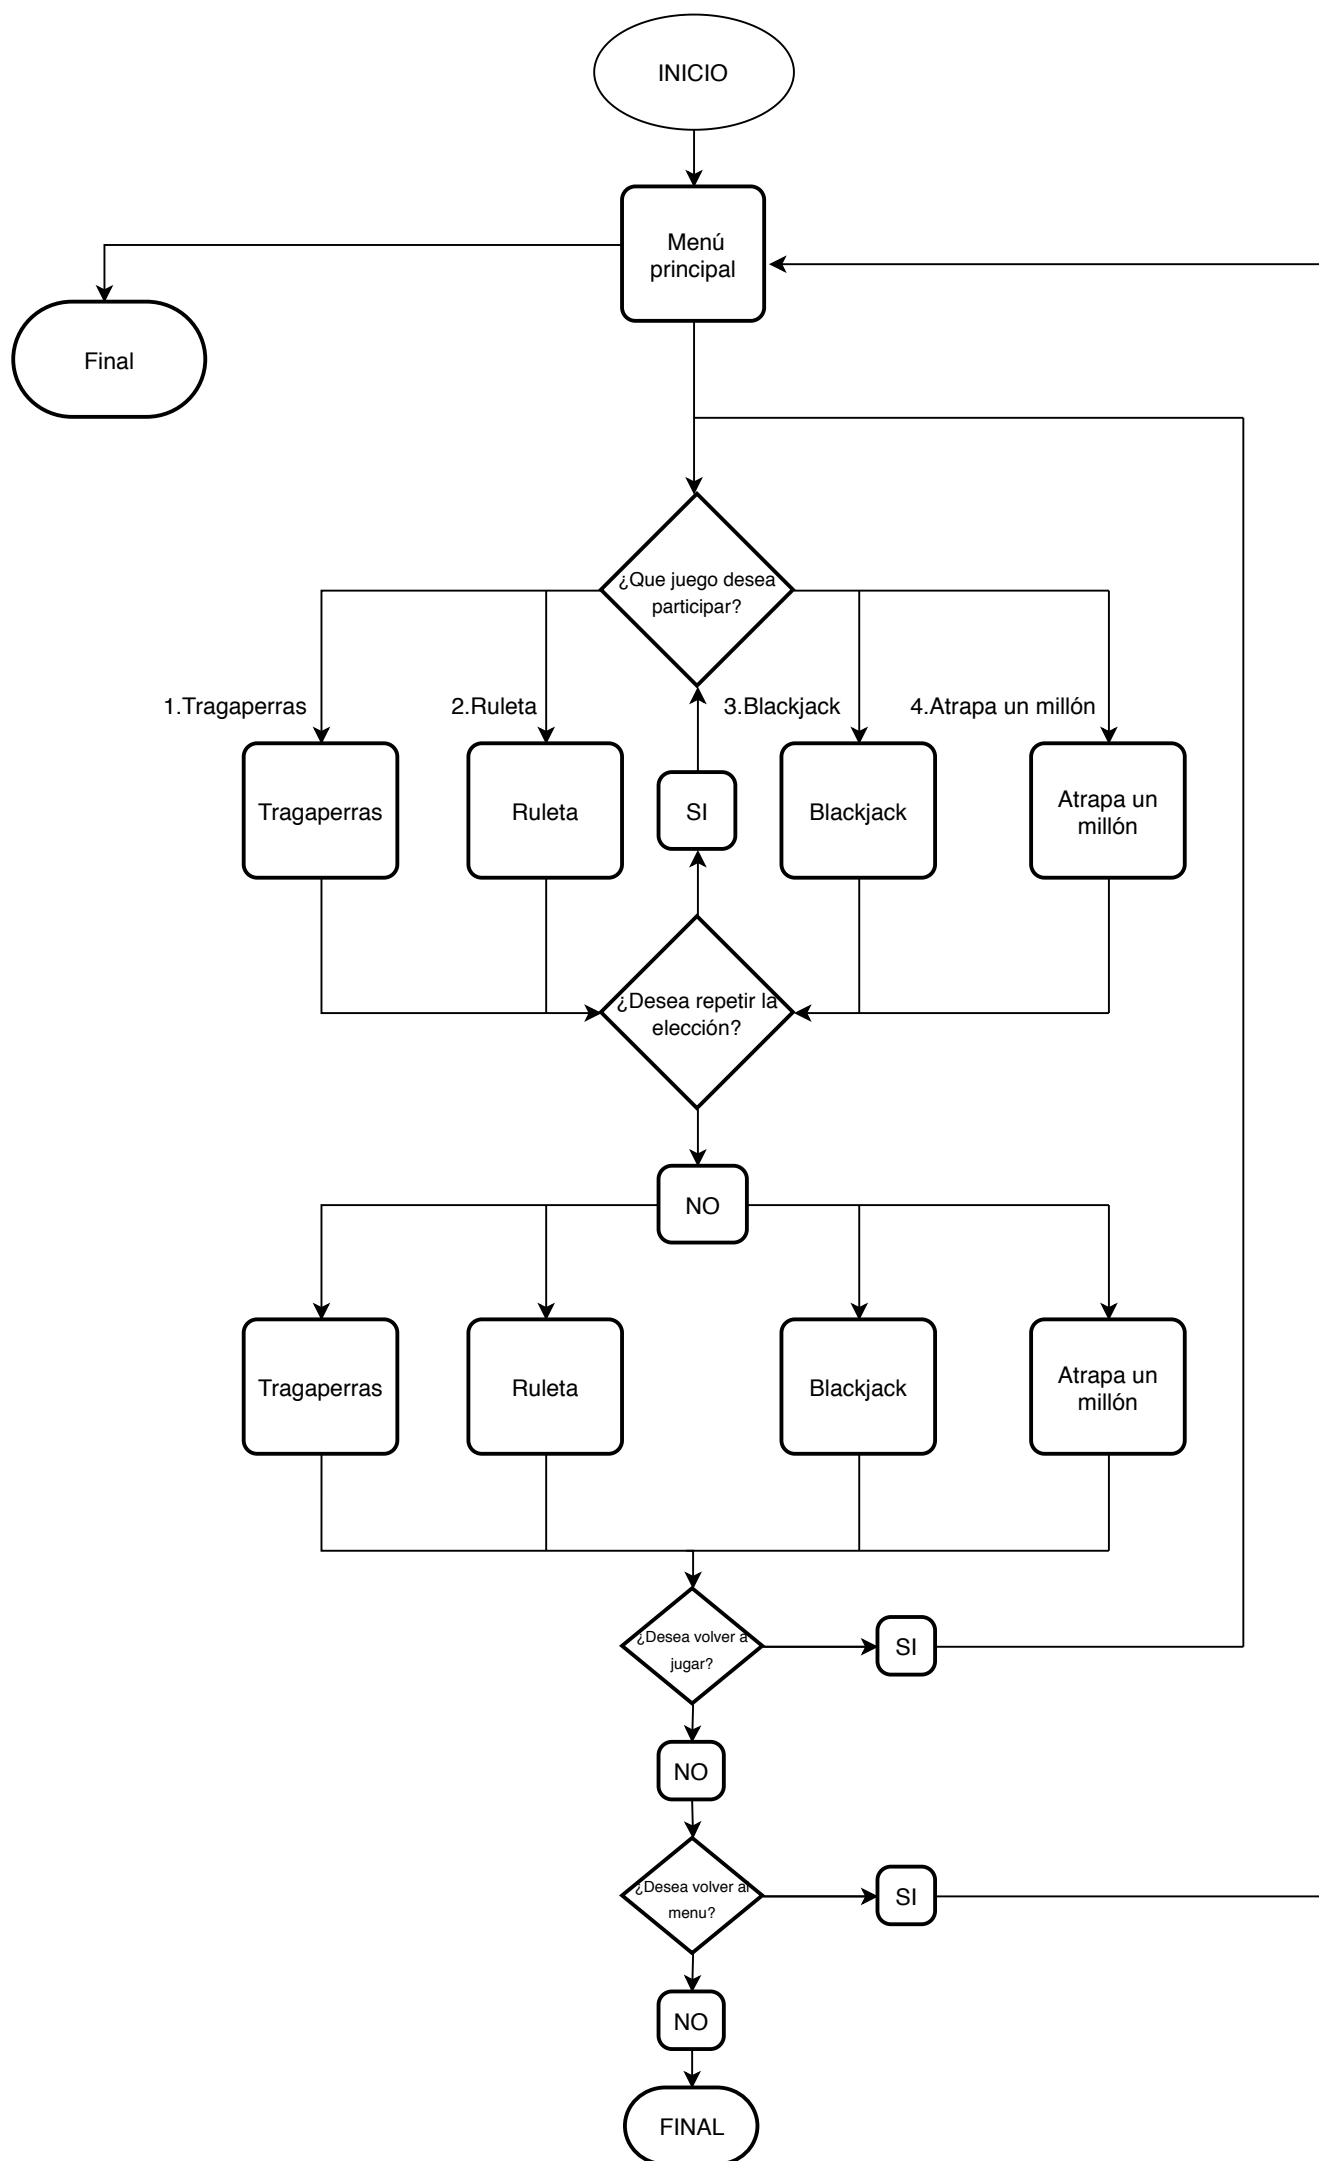 INICIO
Menú
principal
Final
¿Que juego desea
participar?
1.Tragaperras
2.Ruleta
3.Blackjack
4.Atrapa un millón
Tragaperras
Ruleta
SI
Blackjack
Atrapa un
millón
¿Desea repetir la
elección?
NO
Tragaperras
Ruleta
Blackjack
Atrapa un
millón
¿Desea volver a
jugar?
SI
NO
¿Desea volver al
menu?
SI
NO
FINAL